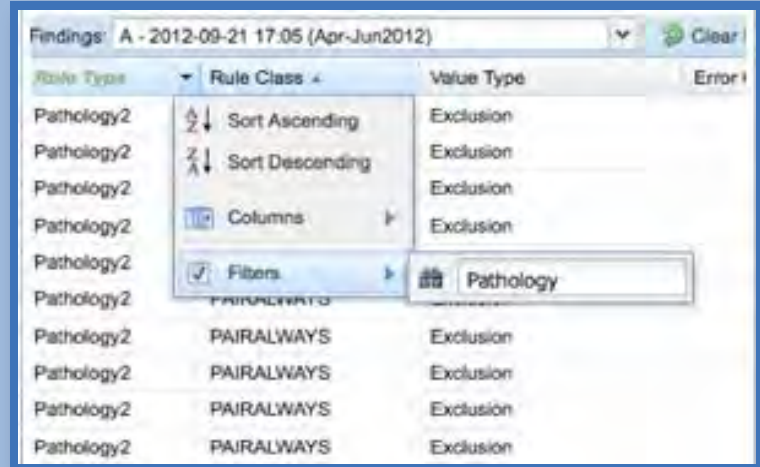 Findings: A - 2012-09-21 17:05 (Apr-Jun2012) Clear
Rule Type Rule Class Value Type Error
Pathology2 Sort Ascending Exclusion
Pathology2 Sort Descending Exclusion
Pathology2 Exclusion
Pathology2 Columns Exclusion
Pathology2 Filters Pathology
Pathology2 PAIRALWAYS
Pathology2 PAIRALWAYS Exclusion
Pathology2 PAIRALWAYS Exclusion
Pathology2 PAIRALWAYS Exclusion
Pathology2 PAIRALWAYS Exclusion